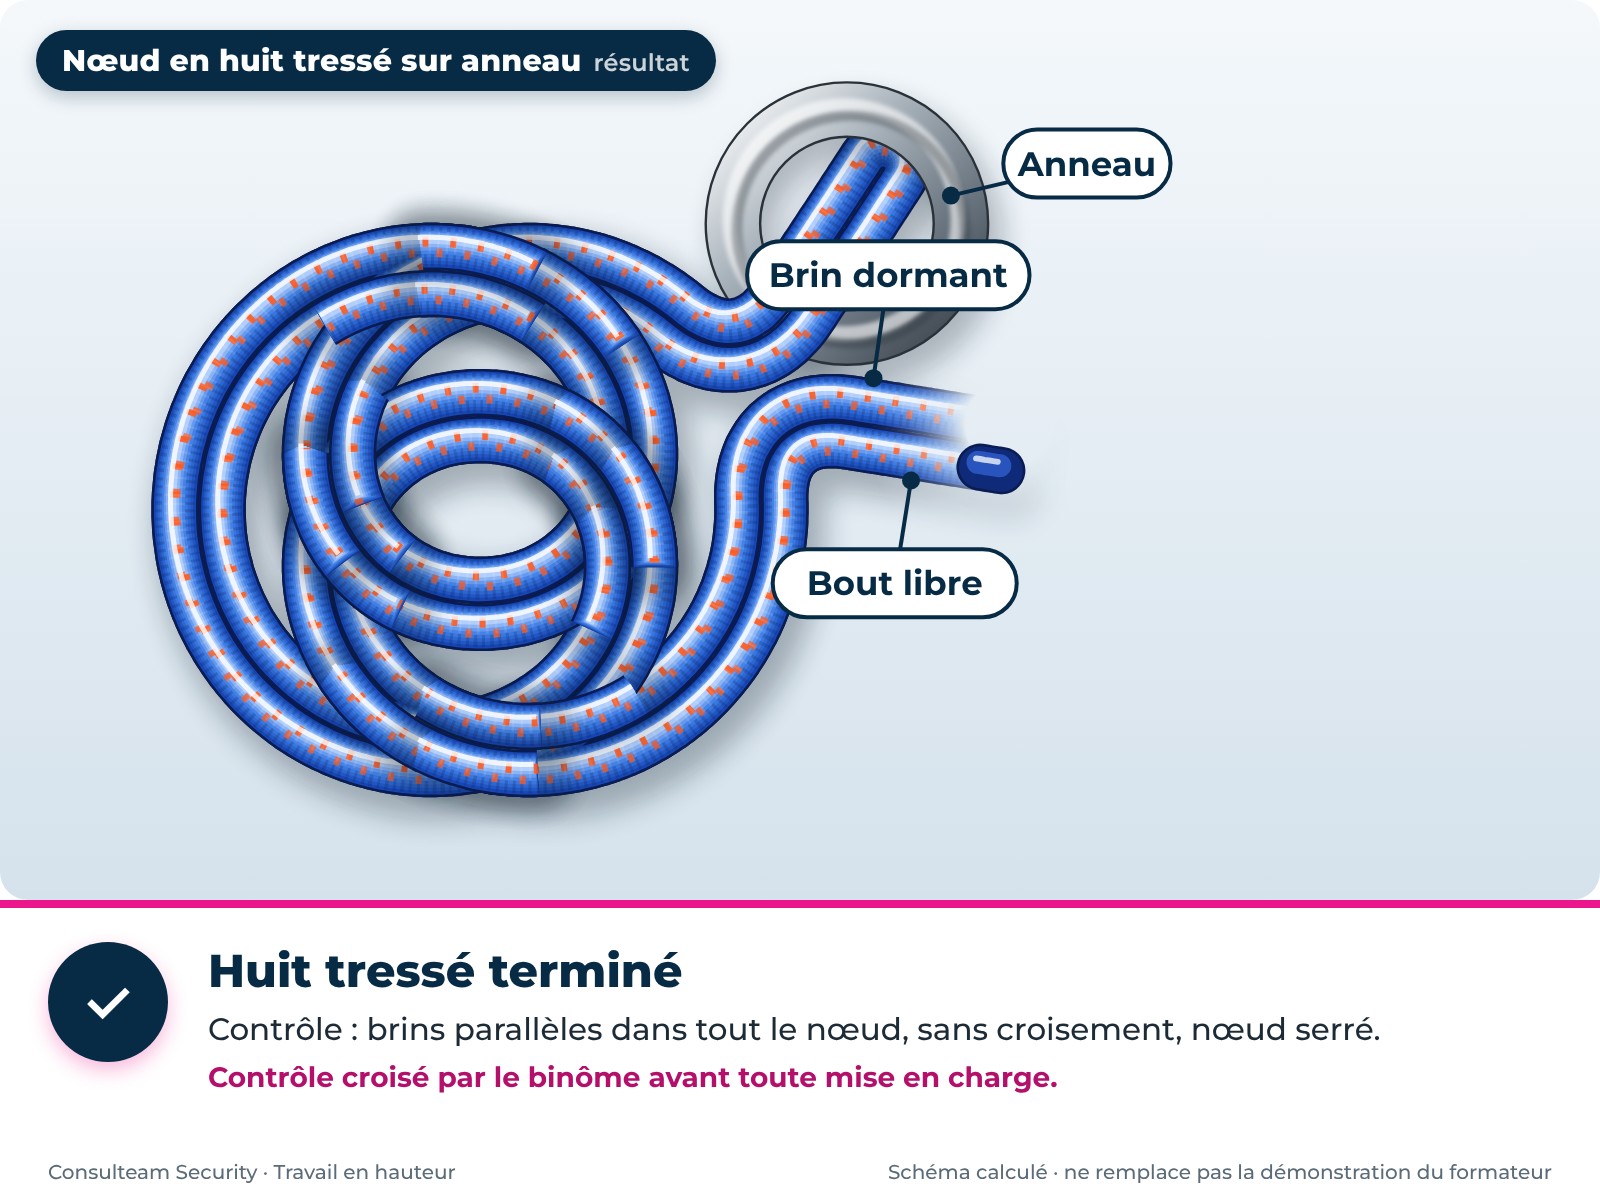 Nœud en huit tressé sur anneau résultat
Anneau
Brin dormant
Bout libre
Huit tressé terminé
Contrôle : brins parallèles dans tout le nœud, sans croisement, nœud serré.
Contrôle croisé par le binôme avant toute mise en charge.
Consulteam Security · Travail en hauteur
Schéma calculé · ne remplace pas la démonstration du formateur